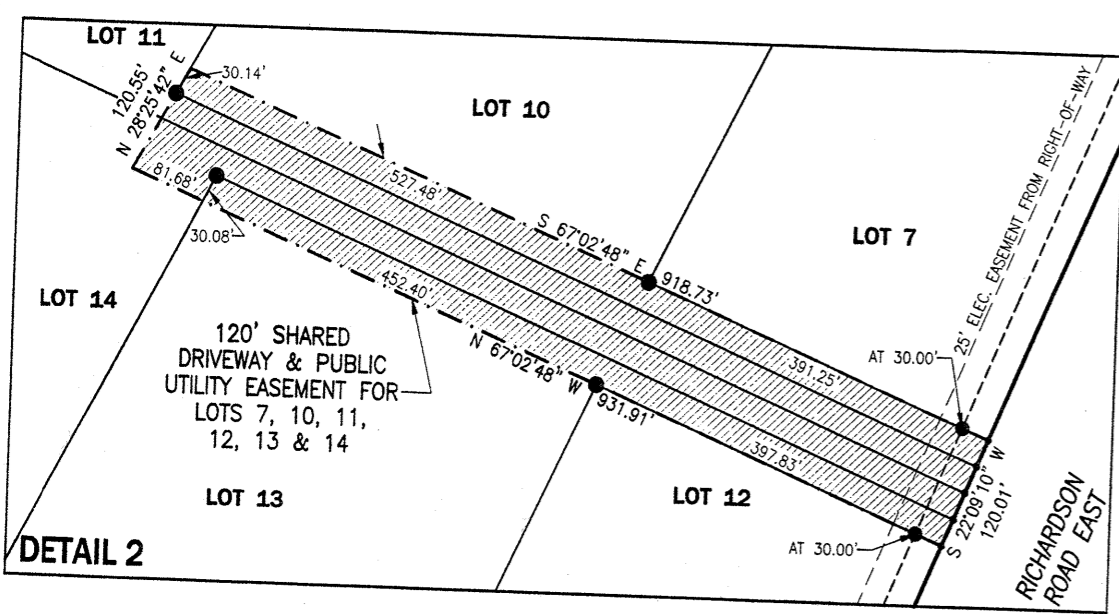 LOT 11
30.14'
120.55'
N 28°25'42" E
LOT 10
81.68'
527.48'
30.08'
S 67°02'48" E
918.73'
LOT 7
25' ELEC. EASEMENT FROM RIGHT-OF-WAY
LOT 14
452.40'
120' SHARED
DRIVEWAY & PUBLIC
UTILITY EASEMENT FOR
LOTS 7, 10, 11,
12, 13 & 14
N 67°02'48" W
931.91'
391.25'
AT 30.00'
397.83'
LOT 13
LOT 12
AT 30.00'
S 22°09'10" W
120.01'
RICHARDSON
ROAD EAST
DETAIL 2